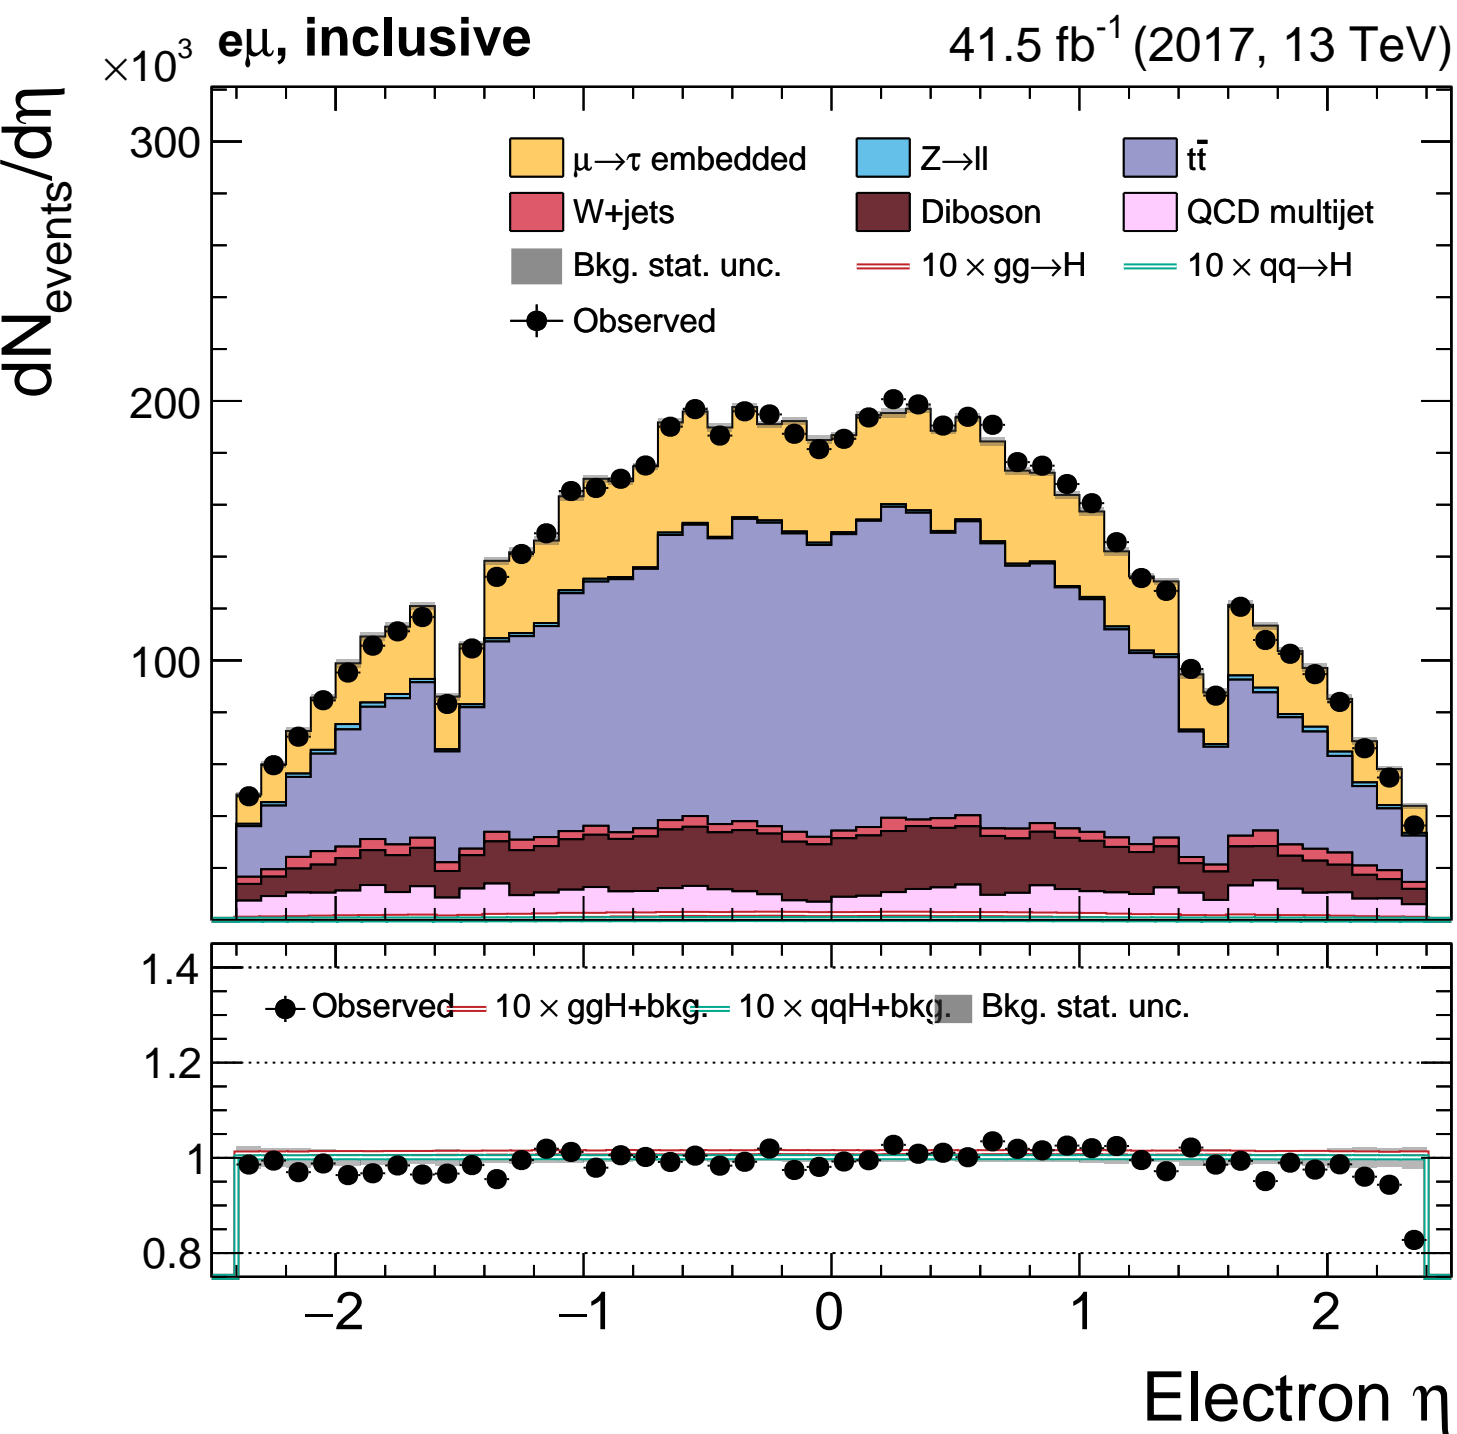 ×10³ eμ, inclusive 41.5 fb⁻¹ (2017, 13 TeV)
dN_events/dη
300
200
100
μ→τ embedded Z→ll tt̄
W+jets Diboson QCD multijet
Bkg. stat. unc. 10 × gg→H 10 × qq→H
Observed
1.4
1.2
1
0.8
Observed 10 × ggH+bkg. 10 × qqH+bkg. Bkg. stat. unc.
−2 −1 0 1 2
Electron η